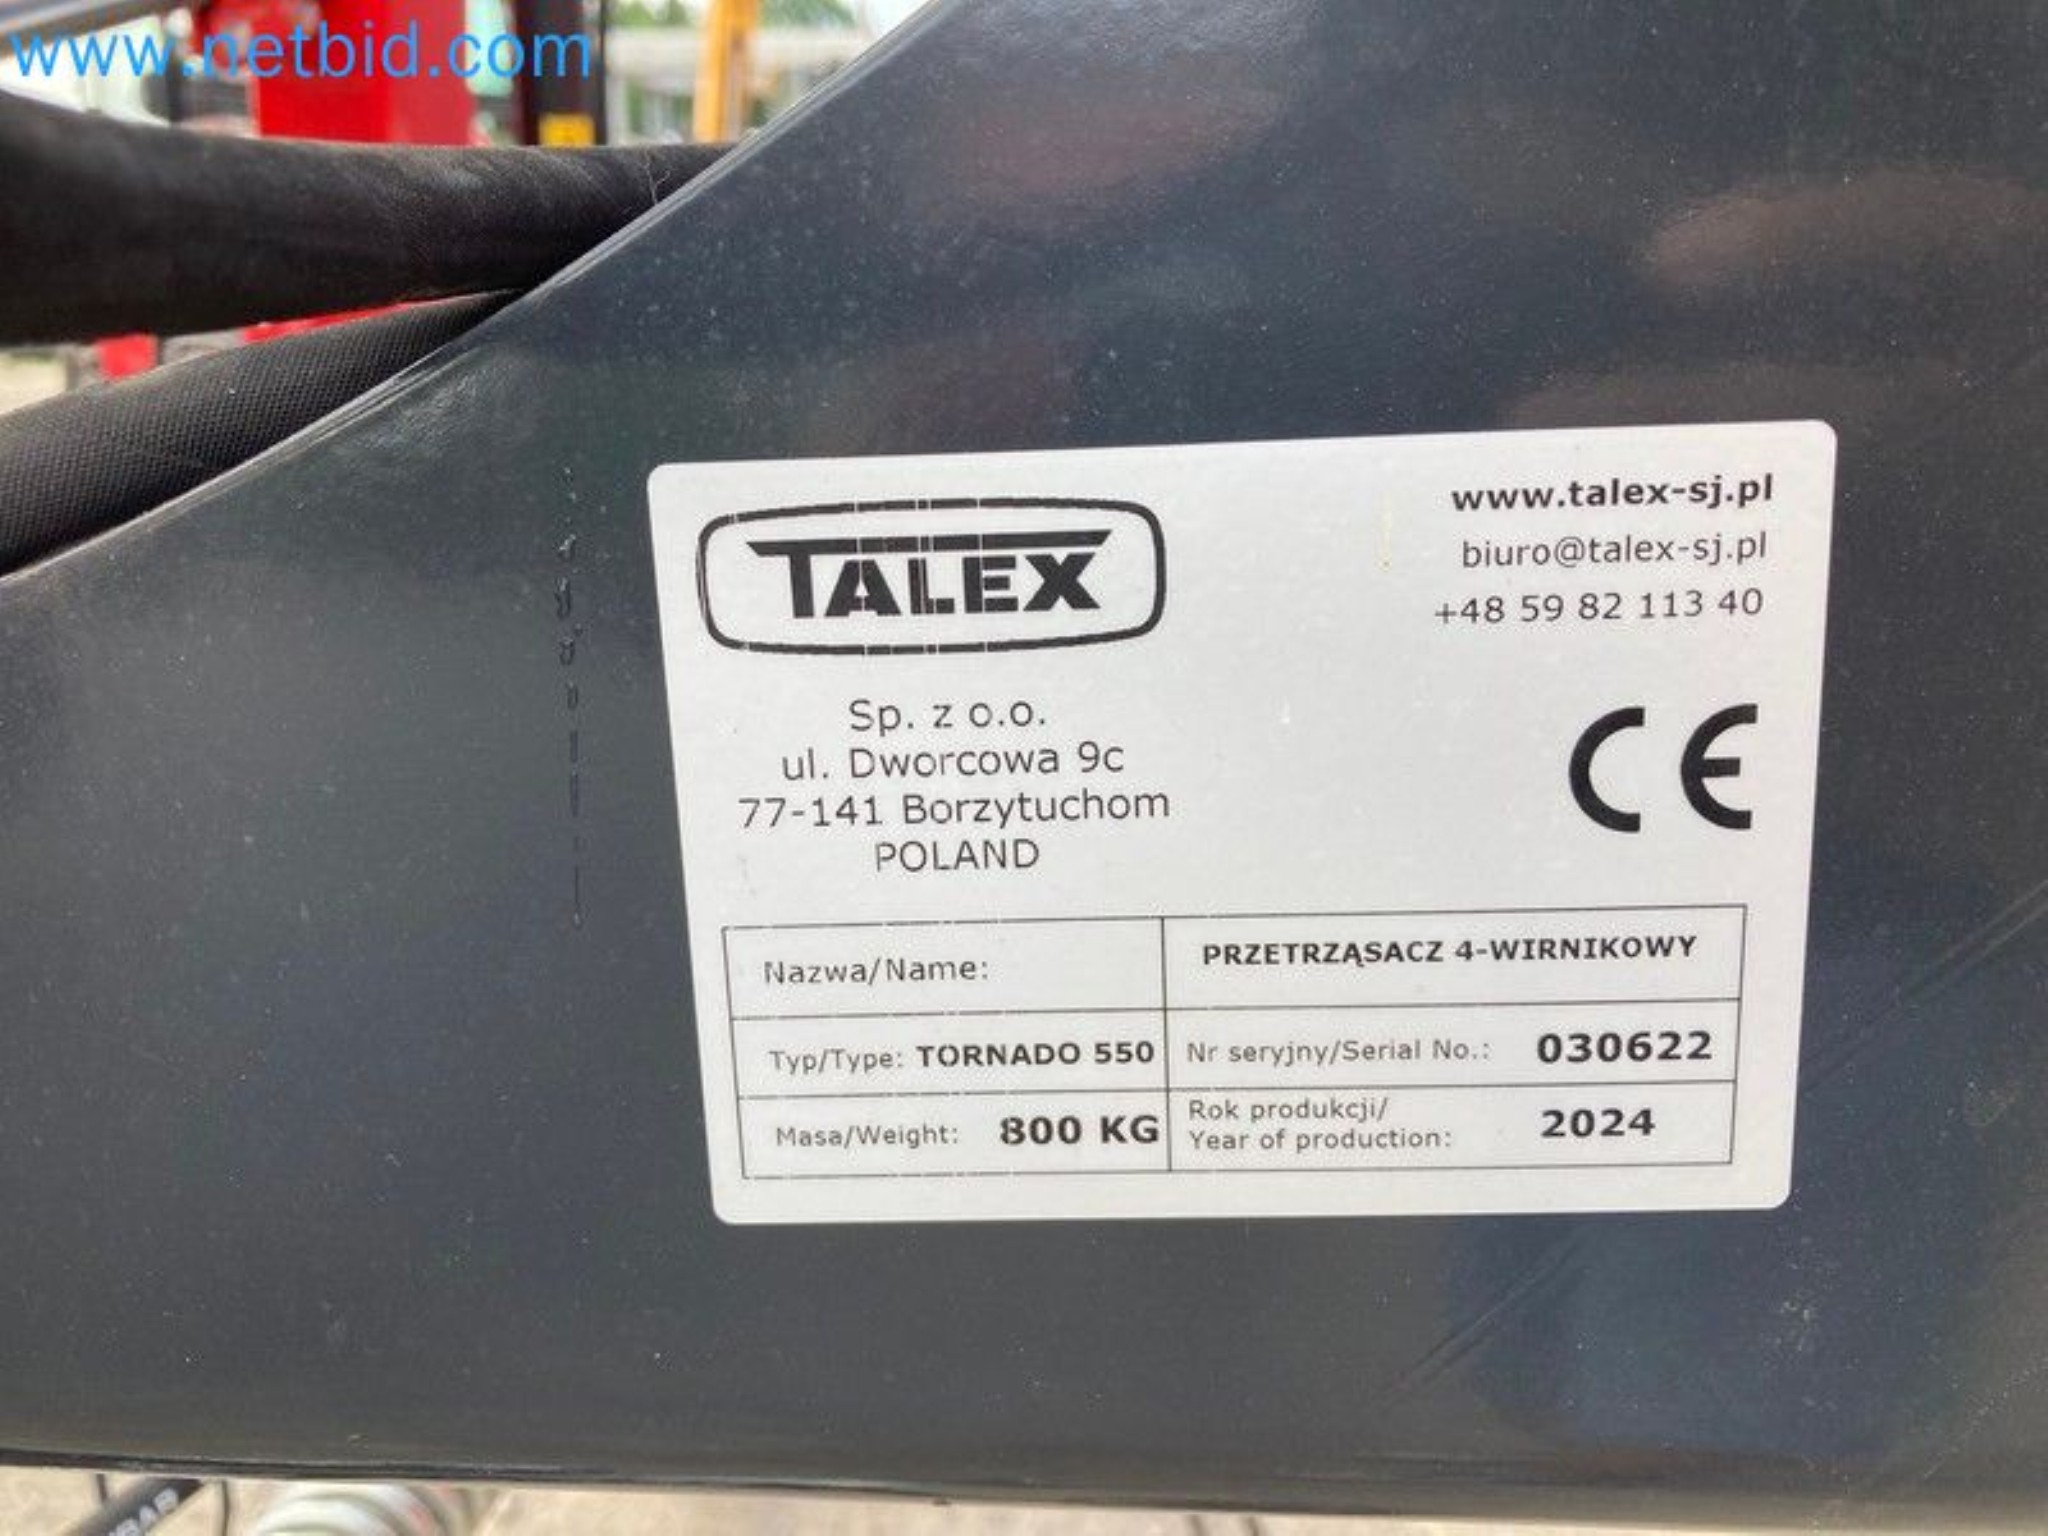 www.netbid.com
TALEX
www.talex-sj.pl
biuro@talex-sj.pl
+48 59 82 113 40
Sp. z o.o.
ul. Dworcowa 9c
77-141 Borzytuchom
POLAND
CE
Nazwa/Name: PRZETRZĄSACZ 4-WIRNIKOWY
Typ/Type: TORNADO 550 Nr seryjny/Serial No.: 030622
Masa/Weight: 800 KG Rok produkcji/
Year of production: 2024